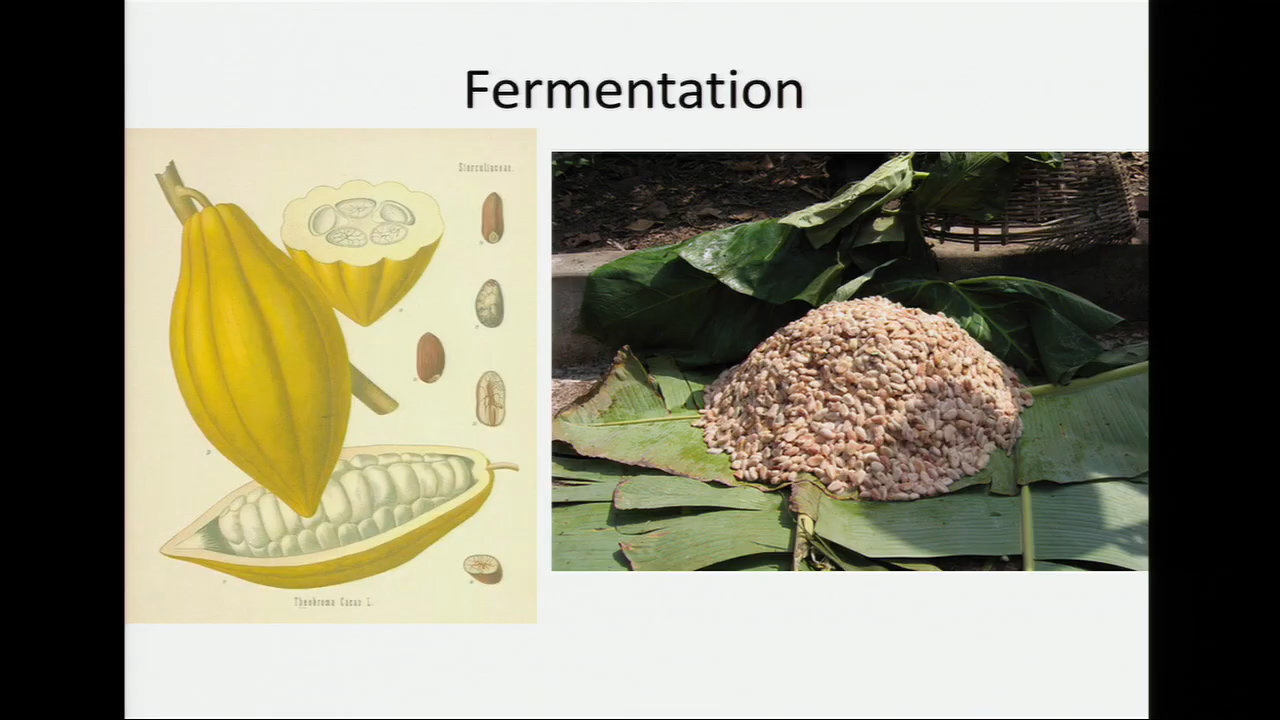 Fermentation
Sterculiaceae.
Theobroma Cacao L.